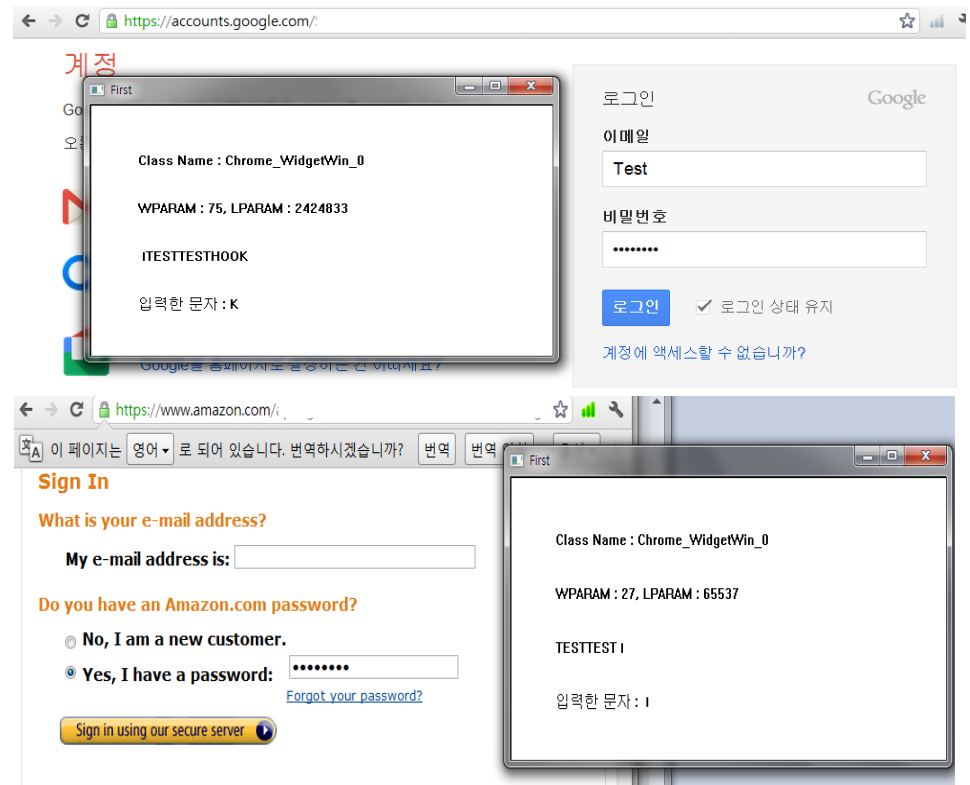 https://accounts.google.com/
계정
First
Go
오
Class Name : Chrome_WidgetWin_0
WPARAM : 75, LPARAM : 2424833
ITESTTESTHOOK
입력한 문자 : K
로그인
Google
이메일
Test
비밀번호
••••••••
로그인
로그인 상태 유지
계정에 액세스할 수 없습니까?
https://www.amazon.com/
이 페이지는 영어 로 되어 있습니다. 번역하시겠습니까? 번역 번역
Sign In
What is your e-mail address?
My e-mail address is:
Do you have an Amazon.com password?
No, I am a new customer.
Yes, I have a password: ••••••••
Forgot your password?
Sign in using our secure server
First
Class Name : Chrome_WidgetWin_0
WPARAM : 27, LPARAM : 65537
TESTTEST I
입력한 문자 : I